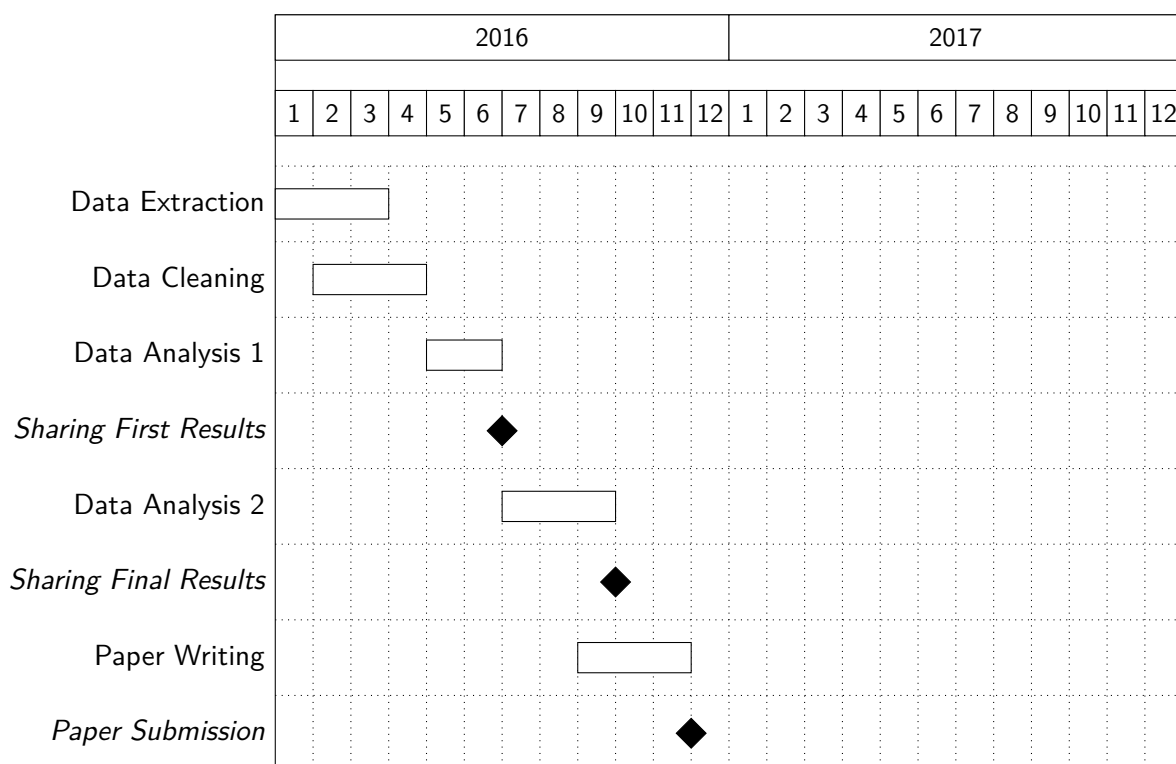 2016 2017
1 2 3 4 5 6 7 8 9 10 11 12 1 2 3 4 5 6 7 8 9 10 11 12
Data Extraction
Data Cleaning
Data Analysis 1
Sharing First Results
Data Analysis 2
Sharing Final Results
Paper Writing
Paper Submission